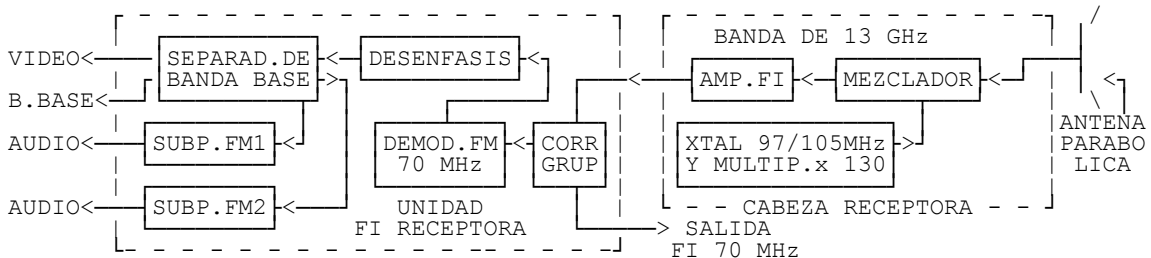 BANDA DE 13 GHz
VIDEO SEPARAD.DE DESENFASIS AMP.FI MEZCLADOR
BANDA BASE
B.BASE
AUDIO SUBP.FM1 DEMOD.FM CORR XTAL 97/105MHz ANTENA
70 MHz GRUP Y MULTIP.x 130 PARABO
LICA
AUDIO SUBP.FM2 UNIDAD CABEZA RECEPTORA
FI RECEPTORA SALIDA
FI 70 MHz